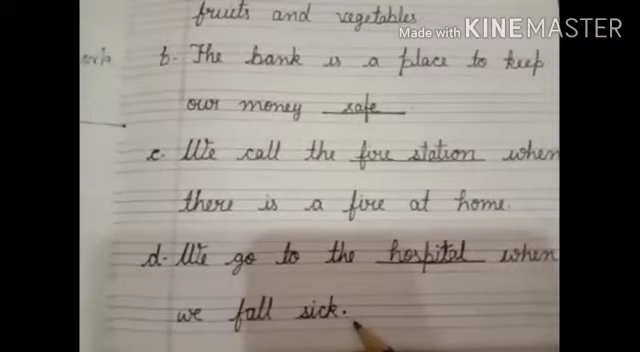 fruits and vegetables
Made with KINEMASTER
b. The bank is a place to keep
our money safe
c. We call the fire station when
there is a fire at home.
d. We go to the hospital when
we fall sick.